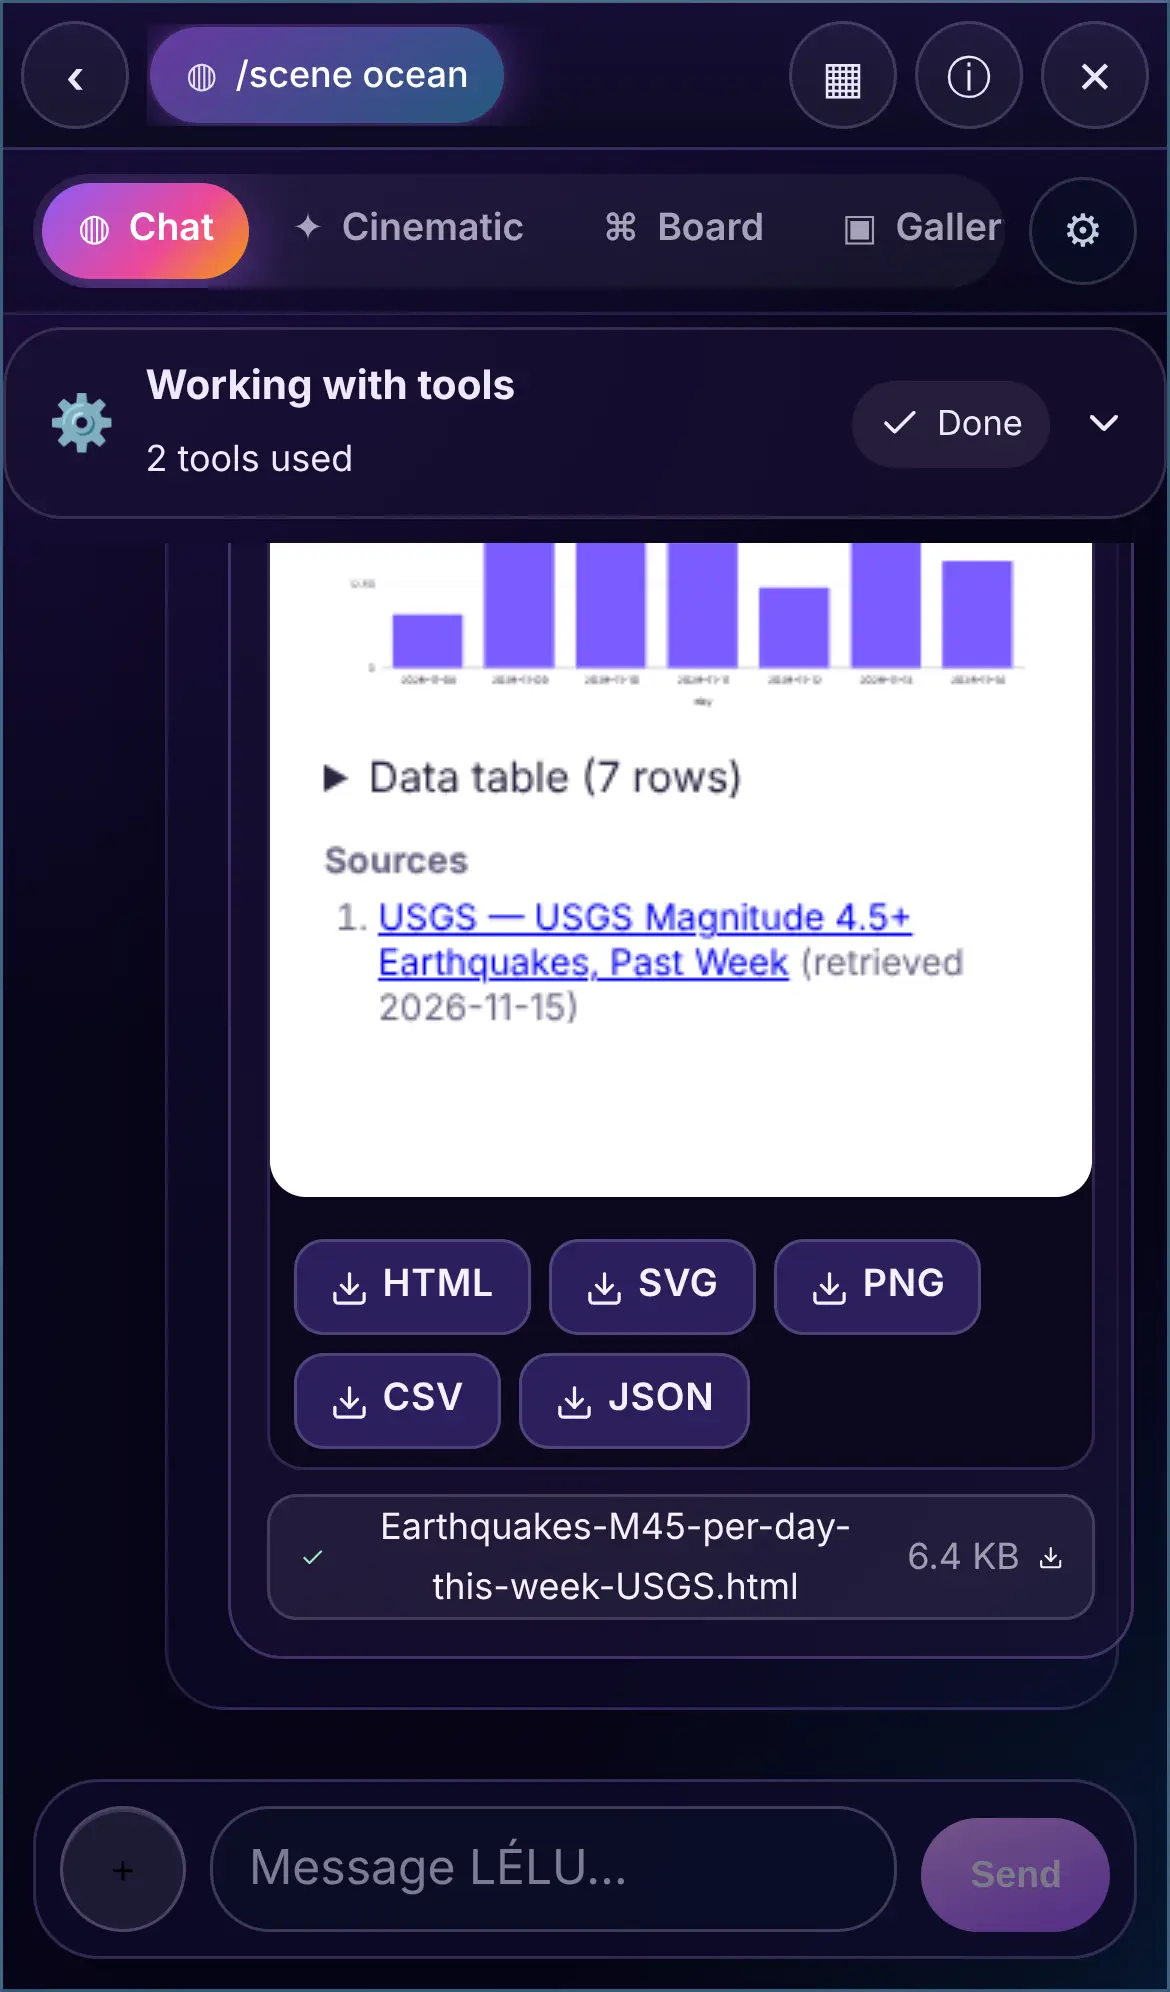 /scene ocean
Chat
Cinematic
Board
Galler
Working with tools
2 tools used
Done
day
Data table (7 rows)
Sources
1. USGS — USGS Magnitude 4.5+
Earthquakes, Past Week (retrieved
2026-11-15)
HTML
SVG
PNG
CSV
JSON
Earthquakes-M45-per-day-
this-week-USGS.html
6.4 KB
Message LÉLU...
Send